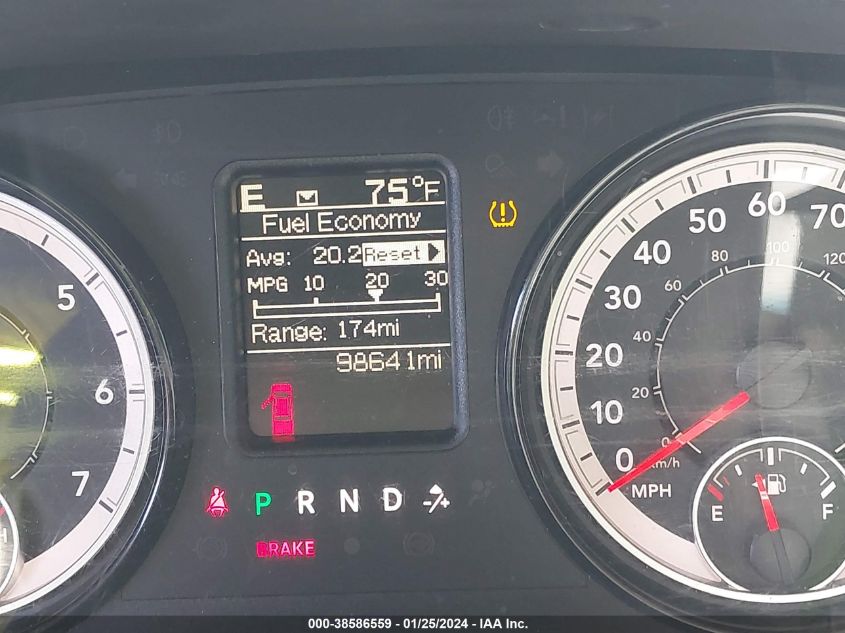 E 75°F
Fuel Economy
Avg: 20.2 Reset
MPG 10 20 30
Range: 174mi
98641mi
P R N D -/+
BRAKE
5
6
7
0 10 20 30 40 50 60 70
0 20 40 60 80 100 120
km/h
MPH
E F
000-38586559 - 01/25/2024 - IAA Inc.